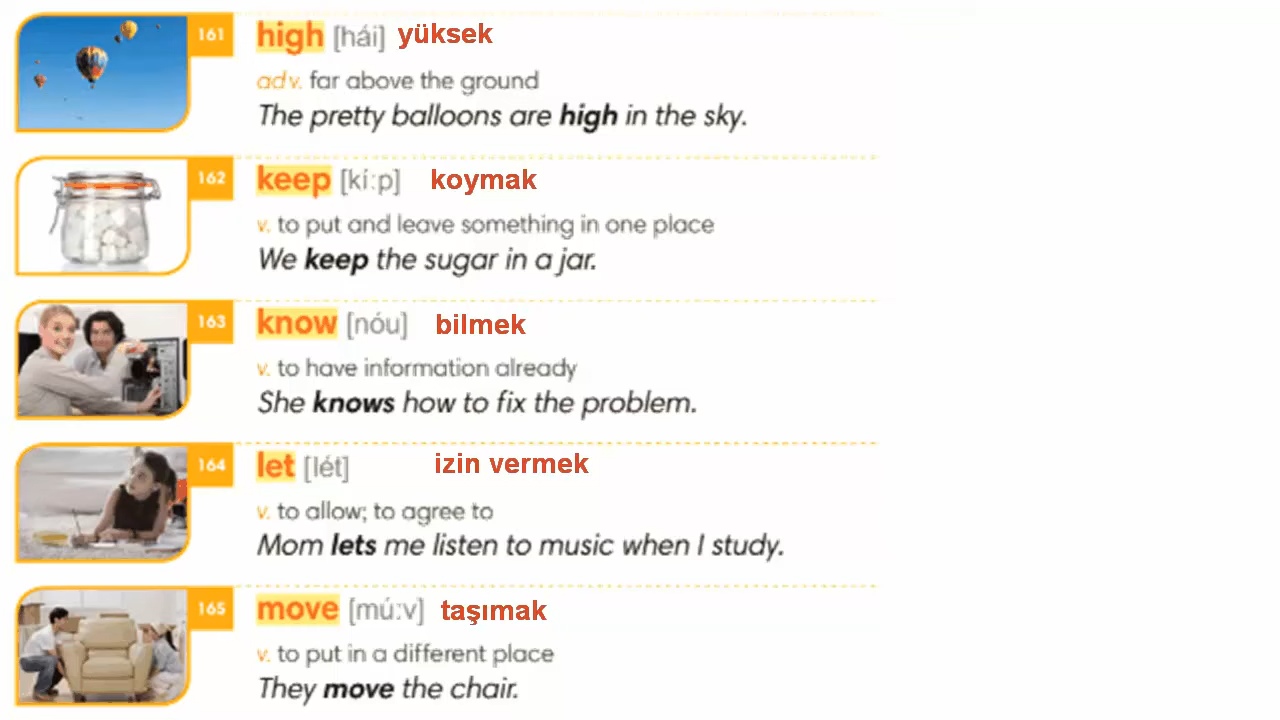 161 high [hái] yüksek
adv. far above the ground
The pretty balloons are high in the sky.
162 keep [kí:p] koymak
v. to put and leave something in one place
We keep the sugar in a jar.
163 know [nóu] bilmek
v. to have information already
She knows how to fix the problem.
164 let [lét] izin vermek
v. to allow; to agree to
Mom lets me listen to music when I study.
165 move [mú:v] taşımak
v. to put in a different place
They move the chair.